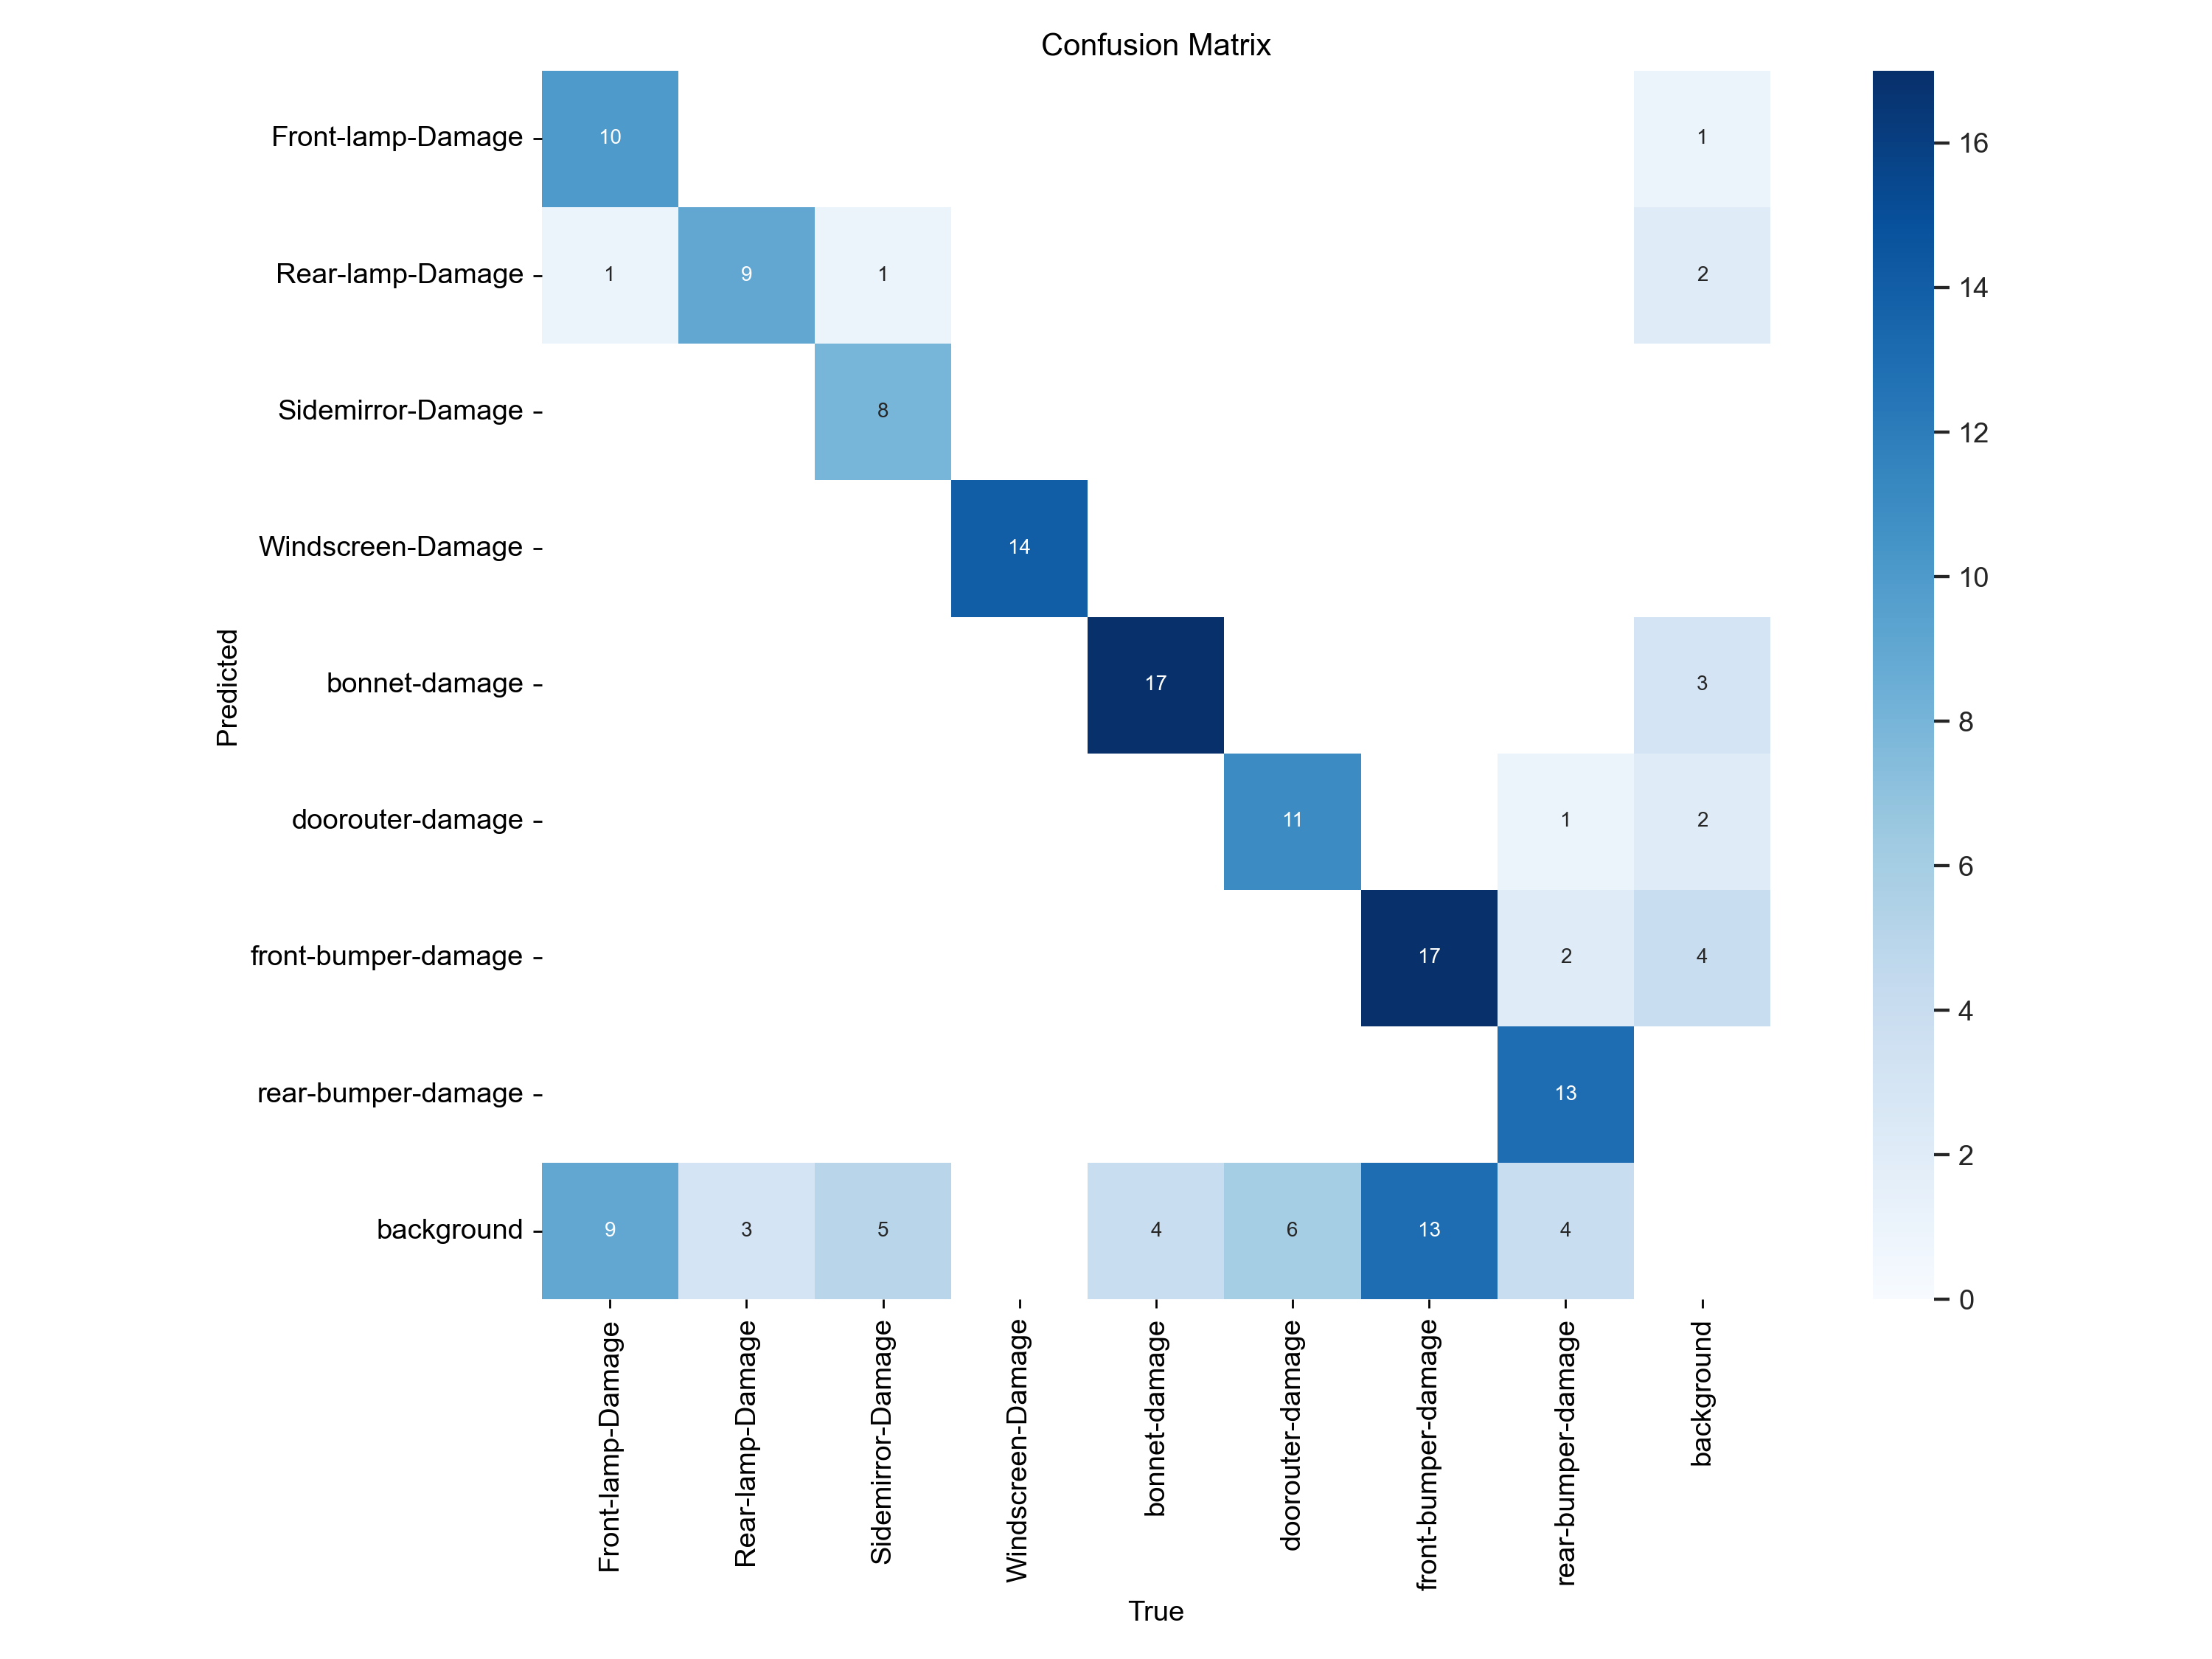 Confusion Matrix
Front-lamp-Damage 10 1
Rear-lamp-Damage 1 9 1 2
Sidemirror-Damage 8
Windscreen-Damage 14
bonnet-damage 17 3
doorouter-damage 11 1 2
front-bumper-damage 17 2 4
rear-bumper-damage 13
background 9 3 5 4 6 13 4
Predicted
Front-lamp-Damage
Rear-lamp-Damage
Sidemirror-Damage
Windscreen-Damage
bonnet-damage
doorouter-damage
front-bumper-damage
rear-bumper-damage
background
True
16
14
12
10
8
6
4
2
0